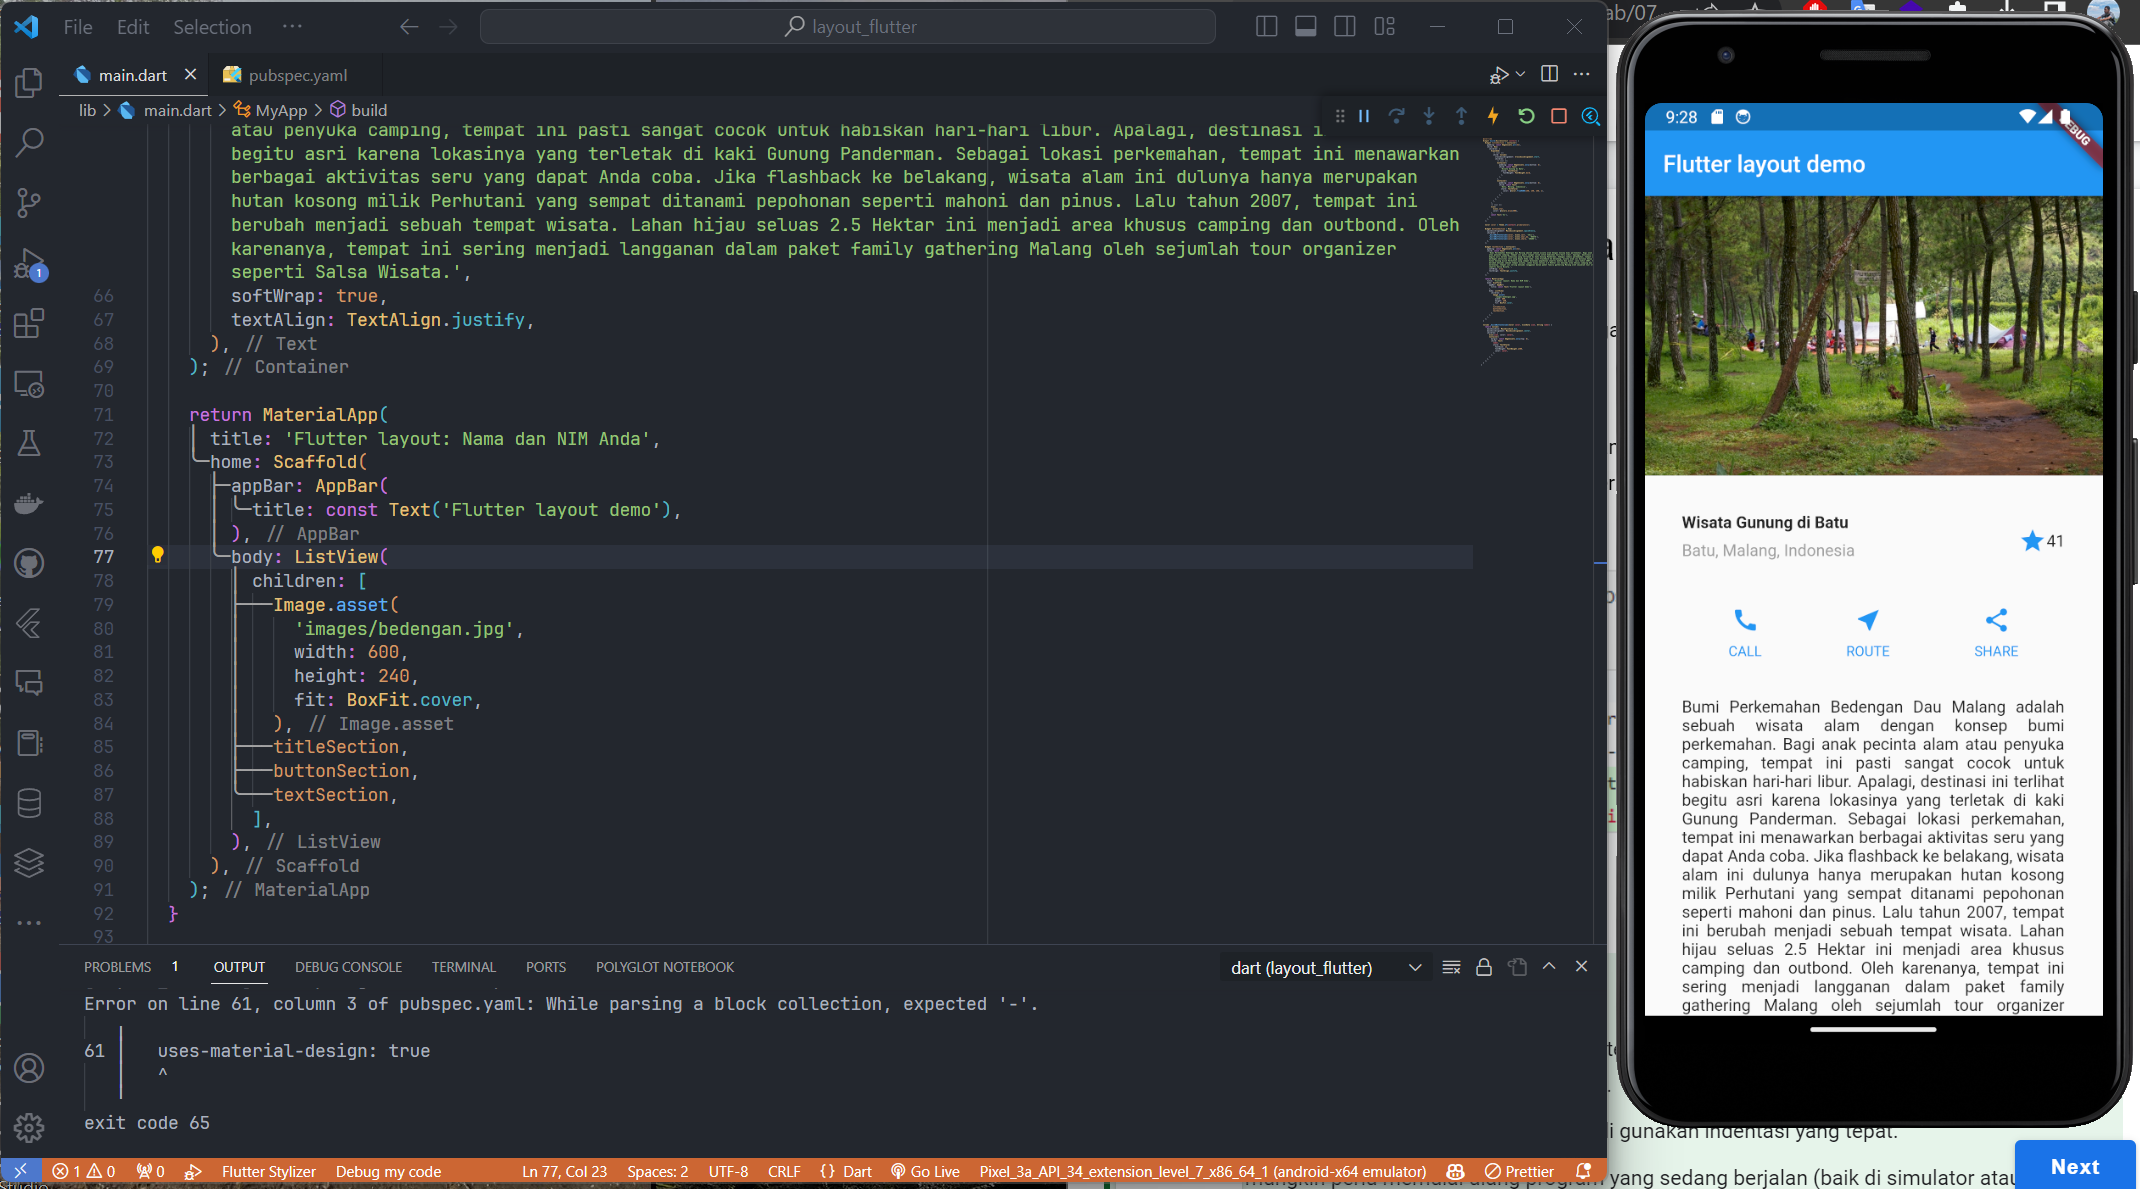 File Edit Selection ···
layout_flutter
ab/07
main.dart
pubspec.yaml
lib > main.dart > MyApp > build
atau penyuka camping, tempat ini pasti sangat cocok untuk habiskan hari-hari libur. Apalagi, destinasi i
begitu asri karena lokasinya yang terletak di kaki Gunung Panderman. Sebagai lokasi perkemahan, tempat ini menawarkan
berbagai aktivitas seru yang dapat Anda coba. Jika flashback ke belakang, wisata alam ini dulunya hanya merupakan
hutan kosong milik Perhutani yang sempat ditanami pepohonan seperti mahoni dan pinus. Lalu tahun 2007, tempat ini
berubah menjadi sebuah tempat wisata. Lahan hijau seluas 2.5 Hektar ini menjadi area khusus camping dan outbond. Oleh
karenanya, tempat ini sering menjadi langganan dalam paket family gathering Malang oleh sejumlah tour organizer
seperti Salsa Wisata.',
66 softWrap: true,
67 textAlign: TextAlign.justify,
68 ), // Text
69 ); // Container
70
71 return MaterialApp(
72 title: 'Flutter layout: Nama dan NIM Anda',
73 home: Scaffold(
74 appBar: AppBar(
75 title: const Text('Flutter layout demo'),
76 ), // AppBar
77 body: ListView(
78 children: [
79 Image.asset(
80 'images/bedengan.jpg',
81 width: 600,
82 height: 240,
83 fit: BoxFit.cover,
84 ), // Image.asset
85 titleSection,
86 buttonSection,
87 textSection,
88 ],
89 ), // ListView
90 ), // Scaffold
91 ); // MaterialApp
92 }
93
PROBLEMS 1 OUTPUT DEBUG CONSOLE TERMINAL PORTS POLYGLOT NOTEBOOK
dart (layout_flutter)
Error on line 61, column 3 of pubspec.yaml: While parsing a block collection, expected '-'.
61 | uses-material-design: true
^
exit code 65
1 0 0 Flutter Stylizer Debug my code
Ln 77, Col 23 Spaces: 2 UTF-8 CRLF {} Dart Go Live Pixel_3a_API_34_extension_level_7_x86_64_1 (android-x64 emulator) Prettier
1
9:28
DEBUG
Flutter layout demo
Wisata Gunung di Batu
Batu, Malang, Indonesia
41
CALL ROUTE SHARE
Bumi Perkemahan Bedengan Dau Malang adalah
sebuah wisata alam dengan konsep bumi
perkemahan. Bagi anak pecinta alam atau penyuka
camping, tempat ini pasti sangat cocok untuk
habiskan hari-hari libur. Apalagi, destinasi ini terlihat
begitu asri karena lokasinya yang terletak di kaki
Gunung Panderman. Sebagai lokasi perkemahan,
tempat ini menawarkan berbagai aktivitas seru yang
dapat Anda coba. Jika flashback ke belakang, wisata
alam ini dulunya hanya merupakan hutan kosong
milik Perhutani yang sempat ditanami pepohonan
seperti mahoni dan pinus. Lalu tahun 2007, tempat
ini berubah menjadi sebuah tempat wisata. Lahan
hijau seluas 2.5 Hektar ini menjadi area khusus
camping dan outbond. Oleh karenanya, tempat ini
sering menjadi langganan dalam paket family
gathering Malang oleh sejumlah tour organizer
gunakan indentasi yang tepat.
mungkin perlu memulai ulang program yang sedang berjalan (baik di simulator atau
Next